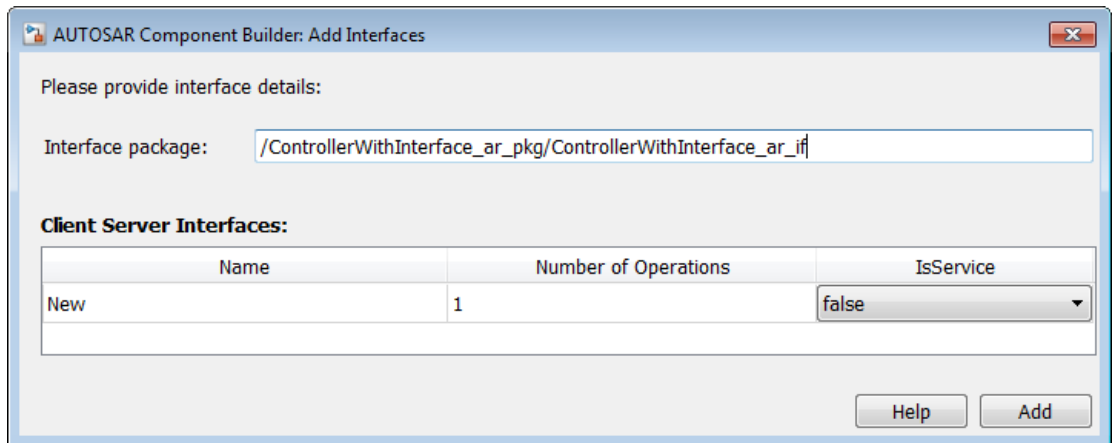 AUTOSAR Component Builder: Add Interfaces
Please provide interface details:
Interface package: /ControllerWithInterface_ar_pkg/ControllerWithInterface_ar_if
Client Server Interfaces:
Name Number of Operations IsService
New 1 false
Help Add